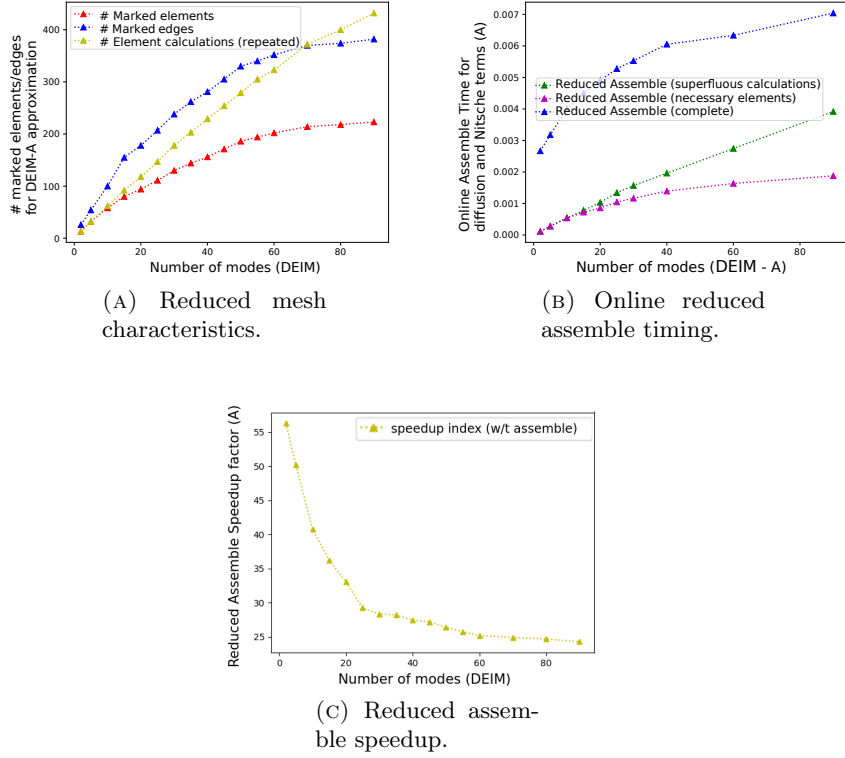 # Marked elements
# Marked edges
# Element calculations (repeated)
# marked elements/edges
for DEIM-A approximation
400
300
200
100
0
0 20 40 60 80
Number of modes (DEIM)
(A) Reduced mesh
characteristics.
Reduced Assemble (superfluous calculations)
Reduced Assemble (necessary elements)
Reduced Assemble (complete)
Online Assemble Time for
diffusion and Nitsche terms (A)
0.007
0.006
0.005
0.004
0.003
0.002
0.001
0.000
0 20 40 60 80
Number of modes (DEIM - A)
(B) Online reduced
assemble timing.
speedup index (w/t assemble)
Reduced Assemble Speedup factor (A)
55
50
45
40
35
30
25
0 20 40 60 80
Number of modes (DEIM)
(C) Reduced assem-
ble speedup.